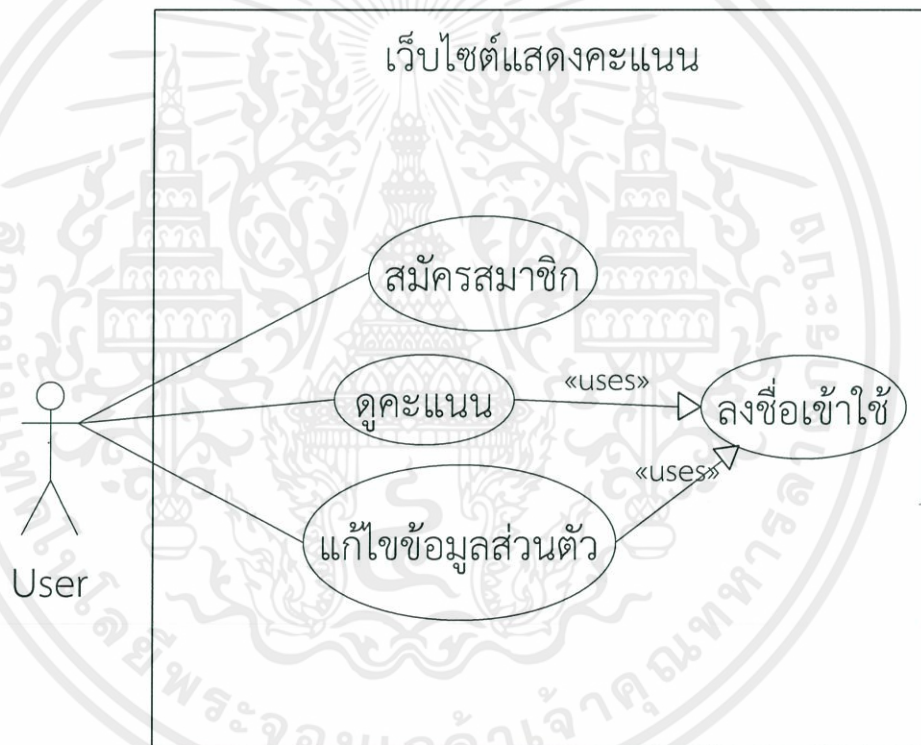 เว็บไซต์แสดงคะแนน
สมัครสมาชิก
ดูคะแนน
«uses»
ลงชื่อเข้าใช้
«uses»
แก้ไขข้อมูลส่วนตัว
User